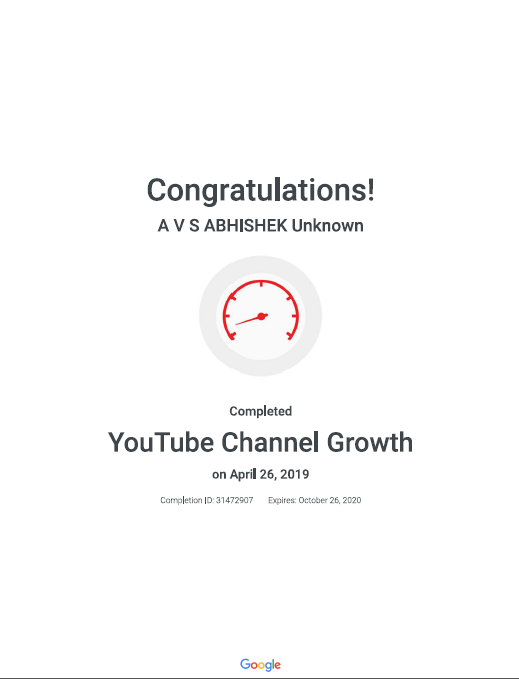 Congratulations!
A V S ABHISHEK Unknown
Completed
YouTube Channel Growth
on April 26, 2019
Completion ID: 31472907 Expires: October 26, 2020
Google